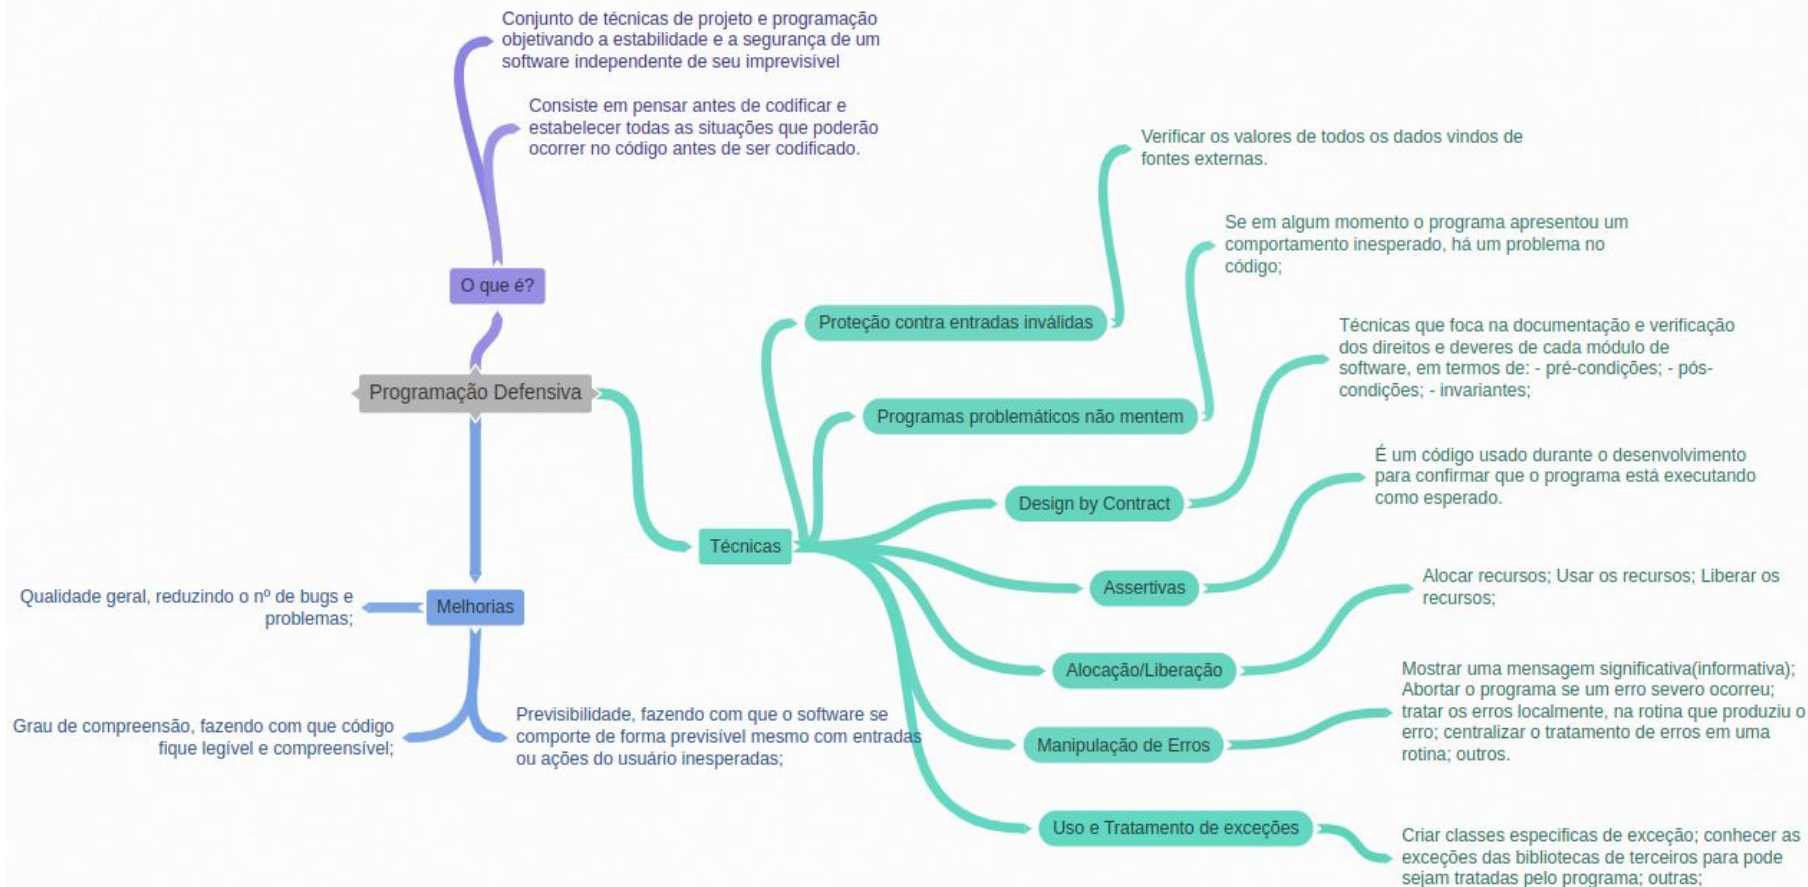 Conjunto de técnicas de projeto e programação
objetivando a estabilidade e a segurança de um
software independente de seu imprevisível
Consiste em pensar antes de codificar e
estabelecer todas as situações que poderão
ocorrer no código antes de ser codificado.
O que é?
Programação Defensiva
Melhorias
Qualidade geral, reduzindo o nº de bugs e
problemas;
Grau de compreensão, fazendo com que código
fique legível e compreensível;
Previsibilidade, fazendo com que o software se
comporte de forma previsível mesmo com entradas
ou ações do usuário inesperadas;
Técnicas
Proteção contra entradas inválidas
Verificar os valores de todos os dados vindos de
fontes externas.
Programas problemáticos não mentem
Se em algum momento o programa apresentou um
comportamento inesperado, há um problema no
código;
Design by Contract
Técnicas que foca na documentação e verificação
dos direitos e deveres de cada módulo de
software, em termos de: - pré-condições; - pós-
condições; - invariantes;
Assertivas
É um código usado durante o desenvolvimento
para confirmar que o programa está executando
como esperado.
Alocação/Liberação
Alocar recursos; Usar os recursos; Liberar os
recursos;
Manipulação de Erros
Mostrar uma mensagem significativa(informativa);
Abortar o programa se um erro severo ocorreu;
tratar os erros localmente, na rotina que produziu o
erro; centralizar o tratamento de erros em uma
rotina; outros.
Uso e Tratamento de exceções
Criar classes especificas de exceção; conhecer as
exceções das bibliotecas de terceiros para pode
sejam tratadas pelo programa; outras;